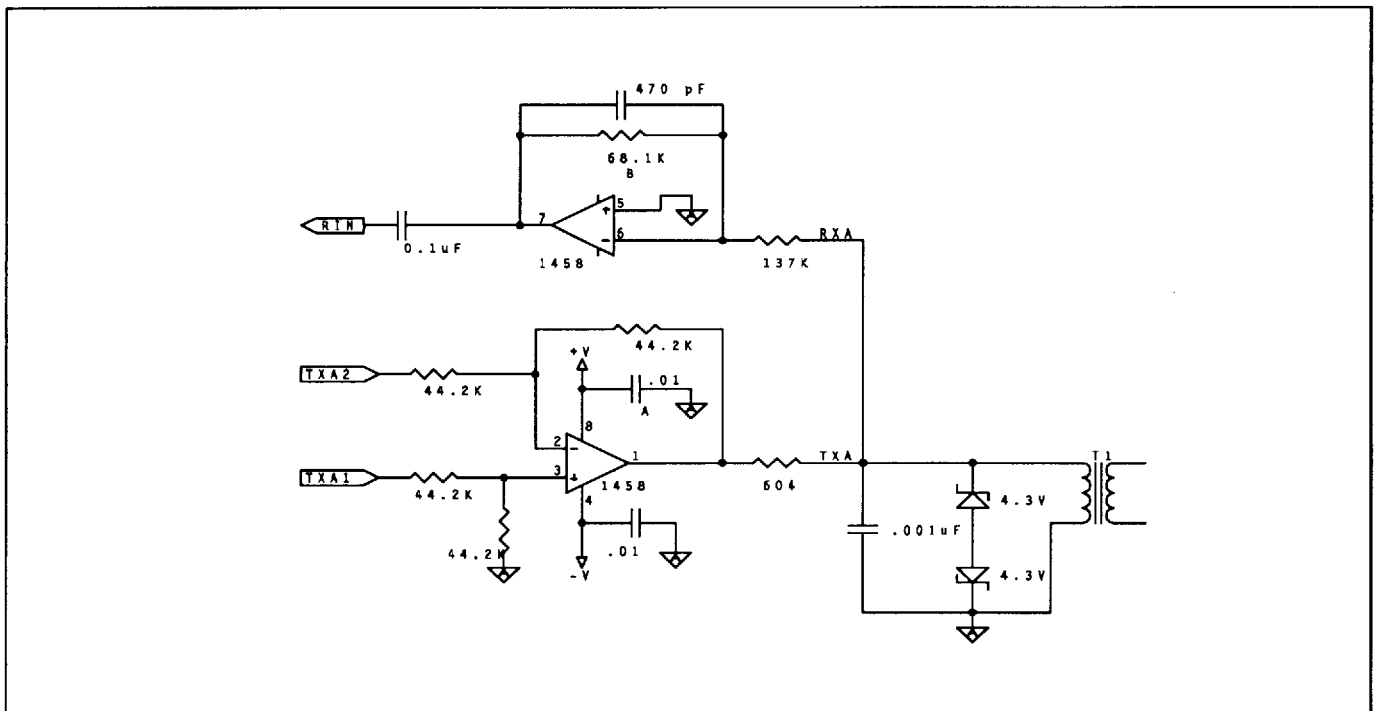 470 pF
68.1K
B
RIN
0.1uF
7
5
+
6
-
1458
137K
RXA
44.2K
+V
.01
A
TXA2
44.2K
8
2
-
3
+
1
1458
4
TXA1
44.2K
44.2K
.01
-V
604
TXA
T1
4.3V
.001uF
4.3V
A
A
A
A
A